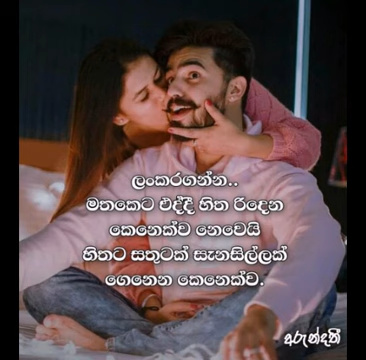 ලංකරගන්න..
මතකෙට එද්දී හිත රිදෙන
කෙනෙක්ව නෙවෙයි
හිතට සතුටක් සැනසිල්ලක්
ගෙනෙන කෙනෙක්ව.
අරුන්දතී